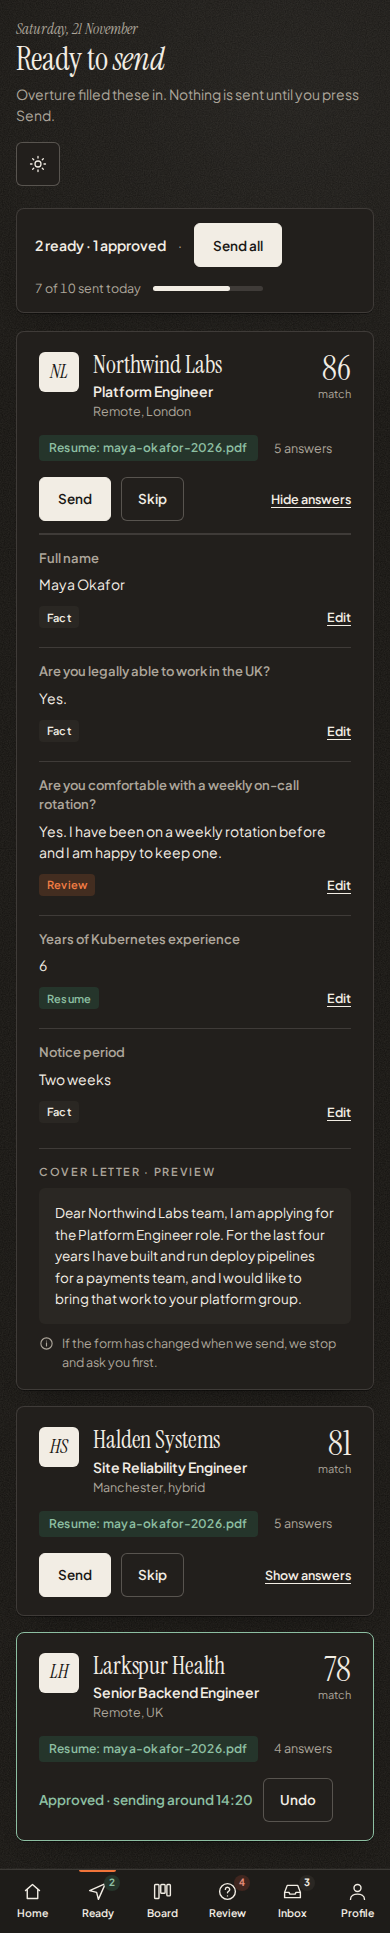 Saturday, 21 November
Ready to send
Overture filled these in. Nothing is sent until you press
Send.
2 ready · 1 approved · Send all
7 of 10 sent today
NL Northwind Labs 86
Platform Engineer match
Remote, London
Resume: maya-okafor-2026.pdf 5 answers
Send Skip Hide answers
Full name
Maya Okafor
Fact Edit
Are you legally able to work in the UK?
Yes.
Fact Edit
Are you comfortable with a weekly on-call
rotation?
Yes. I have been on a weekly rotation before
and I am happy to keep one.
Review Edit
Years of Kubernetes experience
6
Resume Edit
Notice period
Two weeks
Fact Edit
COVER LETTER · PREVIEW
Dear Northwind Labs team, I am applying for
the Platform Engineer role. For the last four
years I have built and run deploy pipelines
for a payments team, and I would like to
bring that work to your platform group.
If the form has changed when we send, we stop
and ask you first.
HS Halden Systems 81
Site Reliability Engineer match
Manchester, hybrid
Resume: maya-okafor-2026.pdf 5 answers
Send Skip Show answers
LH Larkspur Health 78
Senior Backend Engineer match
Remote, UK
Resume: maya-okafor-2026.pdf 4 answers
Approved · sending around 14:20 Undo
2 4 3
Home Ready Board Review Inbox Profile